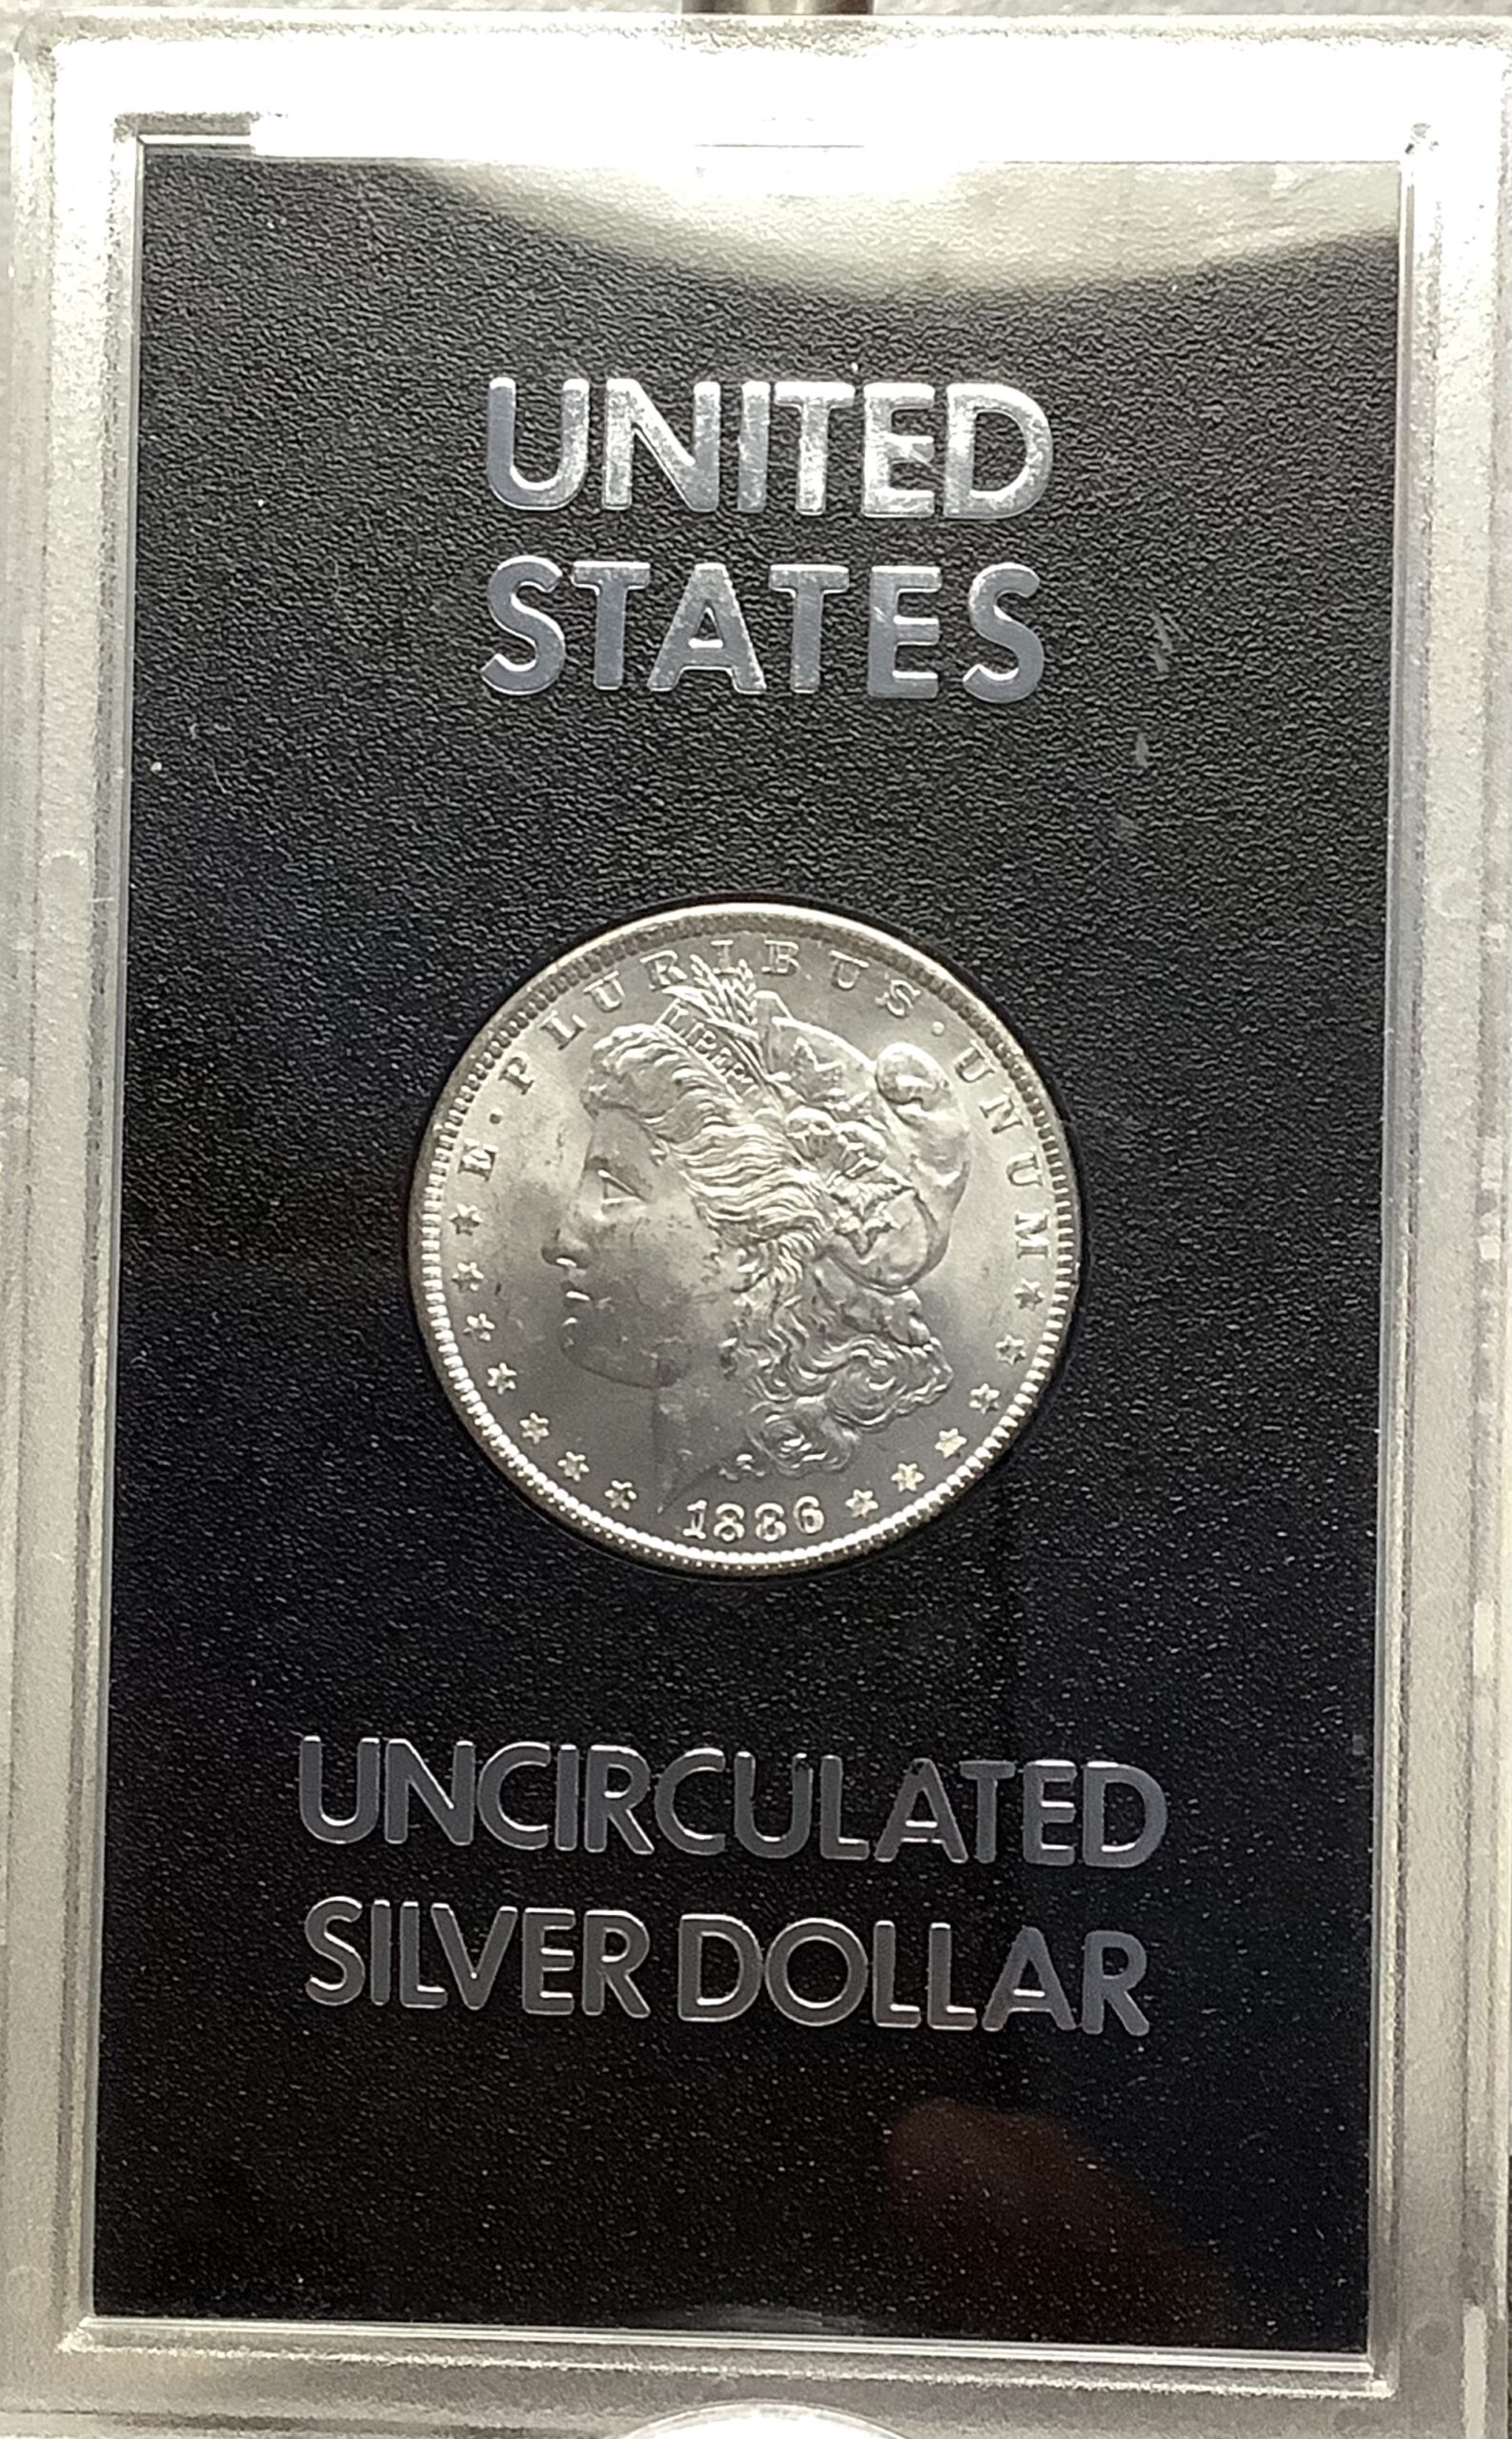 UNITED
STATES
E·PLURIBUS·UNUM
LIBERTY
1886
UNCIRCULATED
SILVER DOLLAR